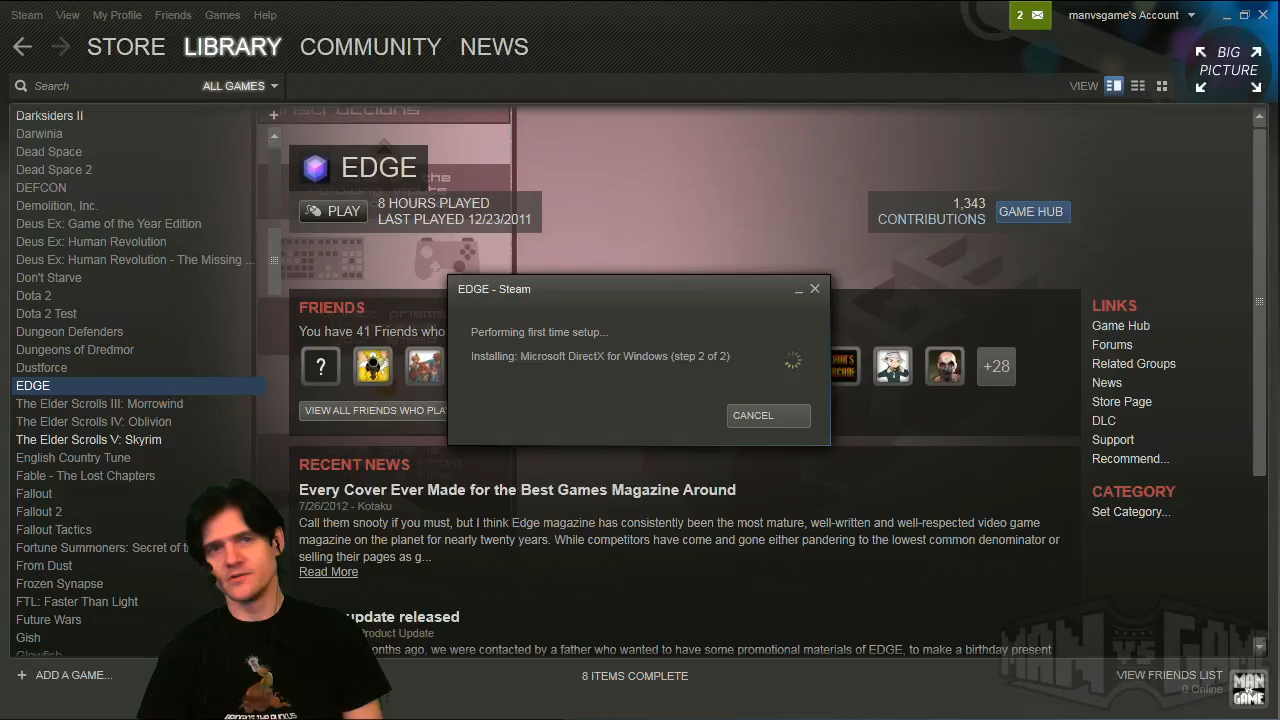 Steam View My Profile Friends Games Help
2
manvsgame's Account
STORE LIBRARY COMMUNITY NEWS
BIG
PICTURE
Search
ALL GAMES
VIEW
Darksiders II
Darwinia
Dead Space
Dead Space 2
DEFCON
Demolition, Inc.
Deus Ex: Game of the Year Edition
Deus Ex: Human Revolution
Deus Ex: Human Revolution - The Missing ...
Don't Starve
Dota 2
Dota 2 Test
Dungeon Defenders
Dungeons of Dredmor
Dustforce
EDGE
The Elder Scrolls III: Morrowind
The Elder Scrolls IV: Oblivion
The Elder Scrolls V: Skyrim
English Country Tune
Fable - The Lost Chapters
Fallout
Fallout 2
Fallout Tactics
Fortune Summoners: Secret of t
From Dust
Frozen Synapse
FTL: Faster Than Light
Future Wars
Gish
ADD A GAME...
EDGE
PLAY
8 HOURS PLAYED
LAST PLAYED 12/23/2011
1,343
CONTRIBUTIONS
GAME HUB
FRIENDS
You have 41 Friends who
?
+28
VIEW ALL FRIENDS WHO PLA
EDGE - Steam
Performing first time setup...
Installing: Microsoft DirectX for Windows (step 2 of 2)
CANCEL
RECENT NEWS
Every Cover Ever Made for the Best Games Magazine Around
7/26/2012 - Kotaku
Call them snooty if you must, but I think Edge magazine has consistently been the most mature, well-written and well-respected video game
magazine on the planet for nearly twenty years. While competitors have come and gone either pandering to the lowest common denominator or
selling their pages as g...
Read More
update released
Product Update
months ago, we were contacted by a father who wanted to have some promotional materials of EDGE, to make a birthday present
LINKS
Game Hub
Forums
Related Groups
News
Store Page
DLC
Support
Recommend...
CATEGORY
Set Category...
8 ITEMS COMPLETE
VIEW FRIENDS LIST
0 Online
MAN vs GAME
MAN
VS
GAME